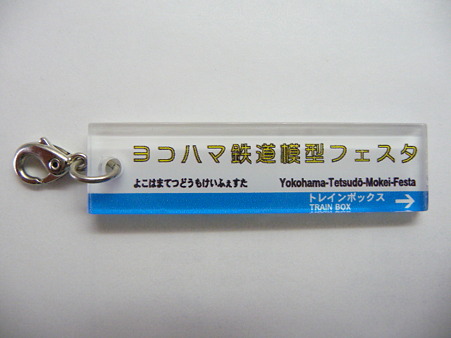 ヨコハマ鉄道模型フェスタ
よこはまてつどうもけいふぇすた Yokohama-Tetsudō-Mokei-Festa
トレインボックス
TRAIN BOX →